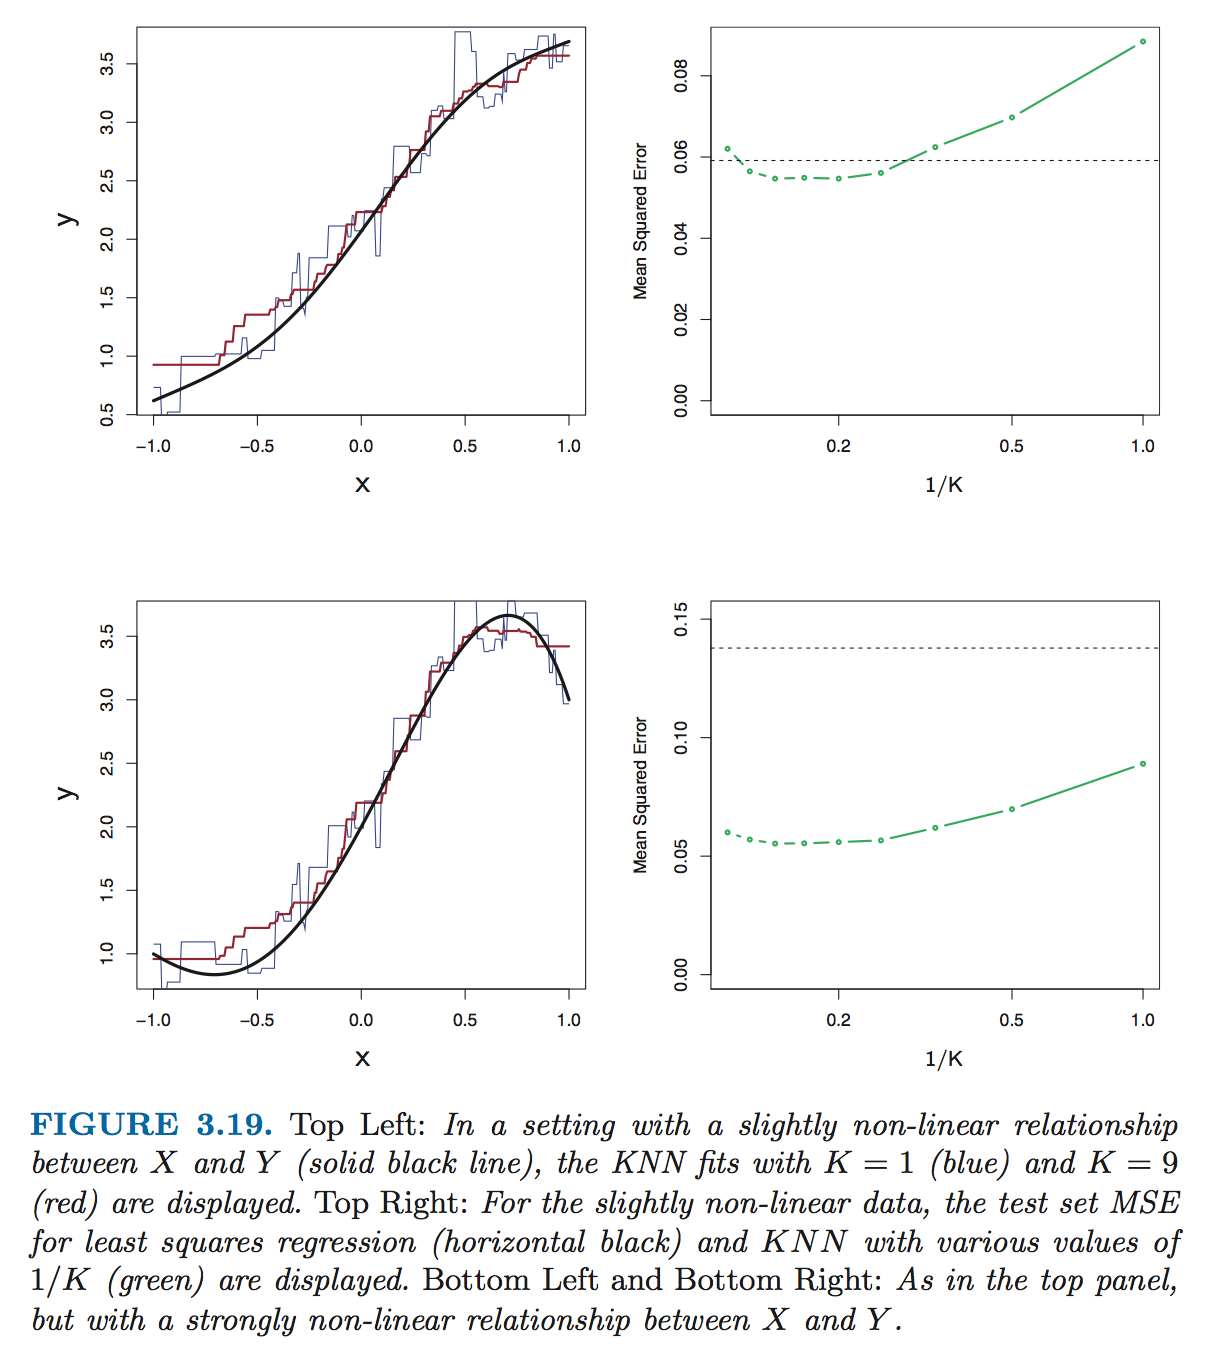 y
0.5 1.0 1.5 2.0 2.5 3.0 3.5
−1.0 −0.5 0.0 0.5 1.0
x
Mean Squared Error
0.00 0.02 0.04 0.06 0.08
0.2 0.5 1.0
1/K
y
1.0 1.5 2.0 2.5 3.0 3.5
−1.0 −0.5 0.0 0.5 1.0
x
Mean Squared Error
0.00 0.05 0.10 0.15
0.2 0.5 1.0
1/K
FIGURE 3.19. Top Left: In a setting with a slightly non-linear relationship
between X and Y (solid black line), the KNN fits with K = 1 (blue) and K = 9
(red) are displayed. Top Right: For the slightly non-linear data, the test set MSE
for least squares regression (horizontal black) and KNN with various values of
1/K (green) are displayed. Bottom Left and Bottom Right: As in the top panel,
but with a strongly non-linear relationship between X and Y.